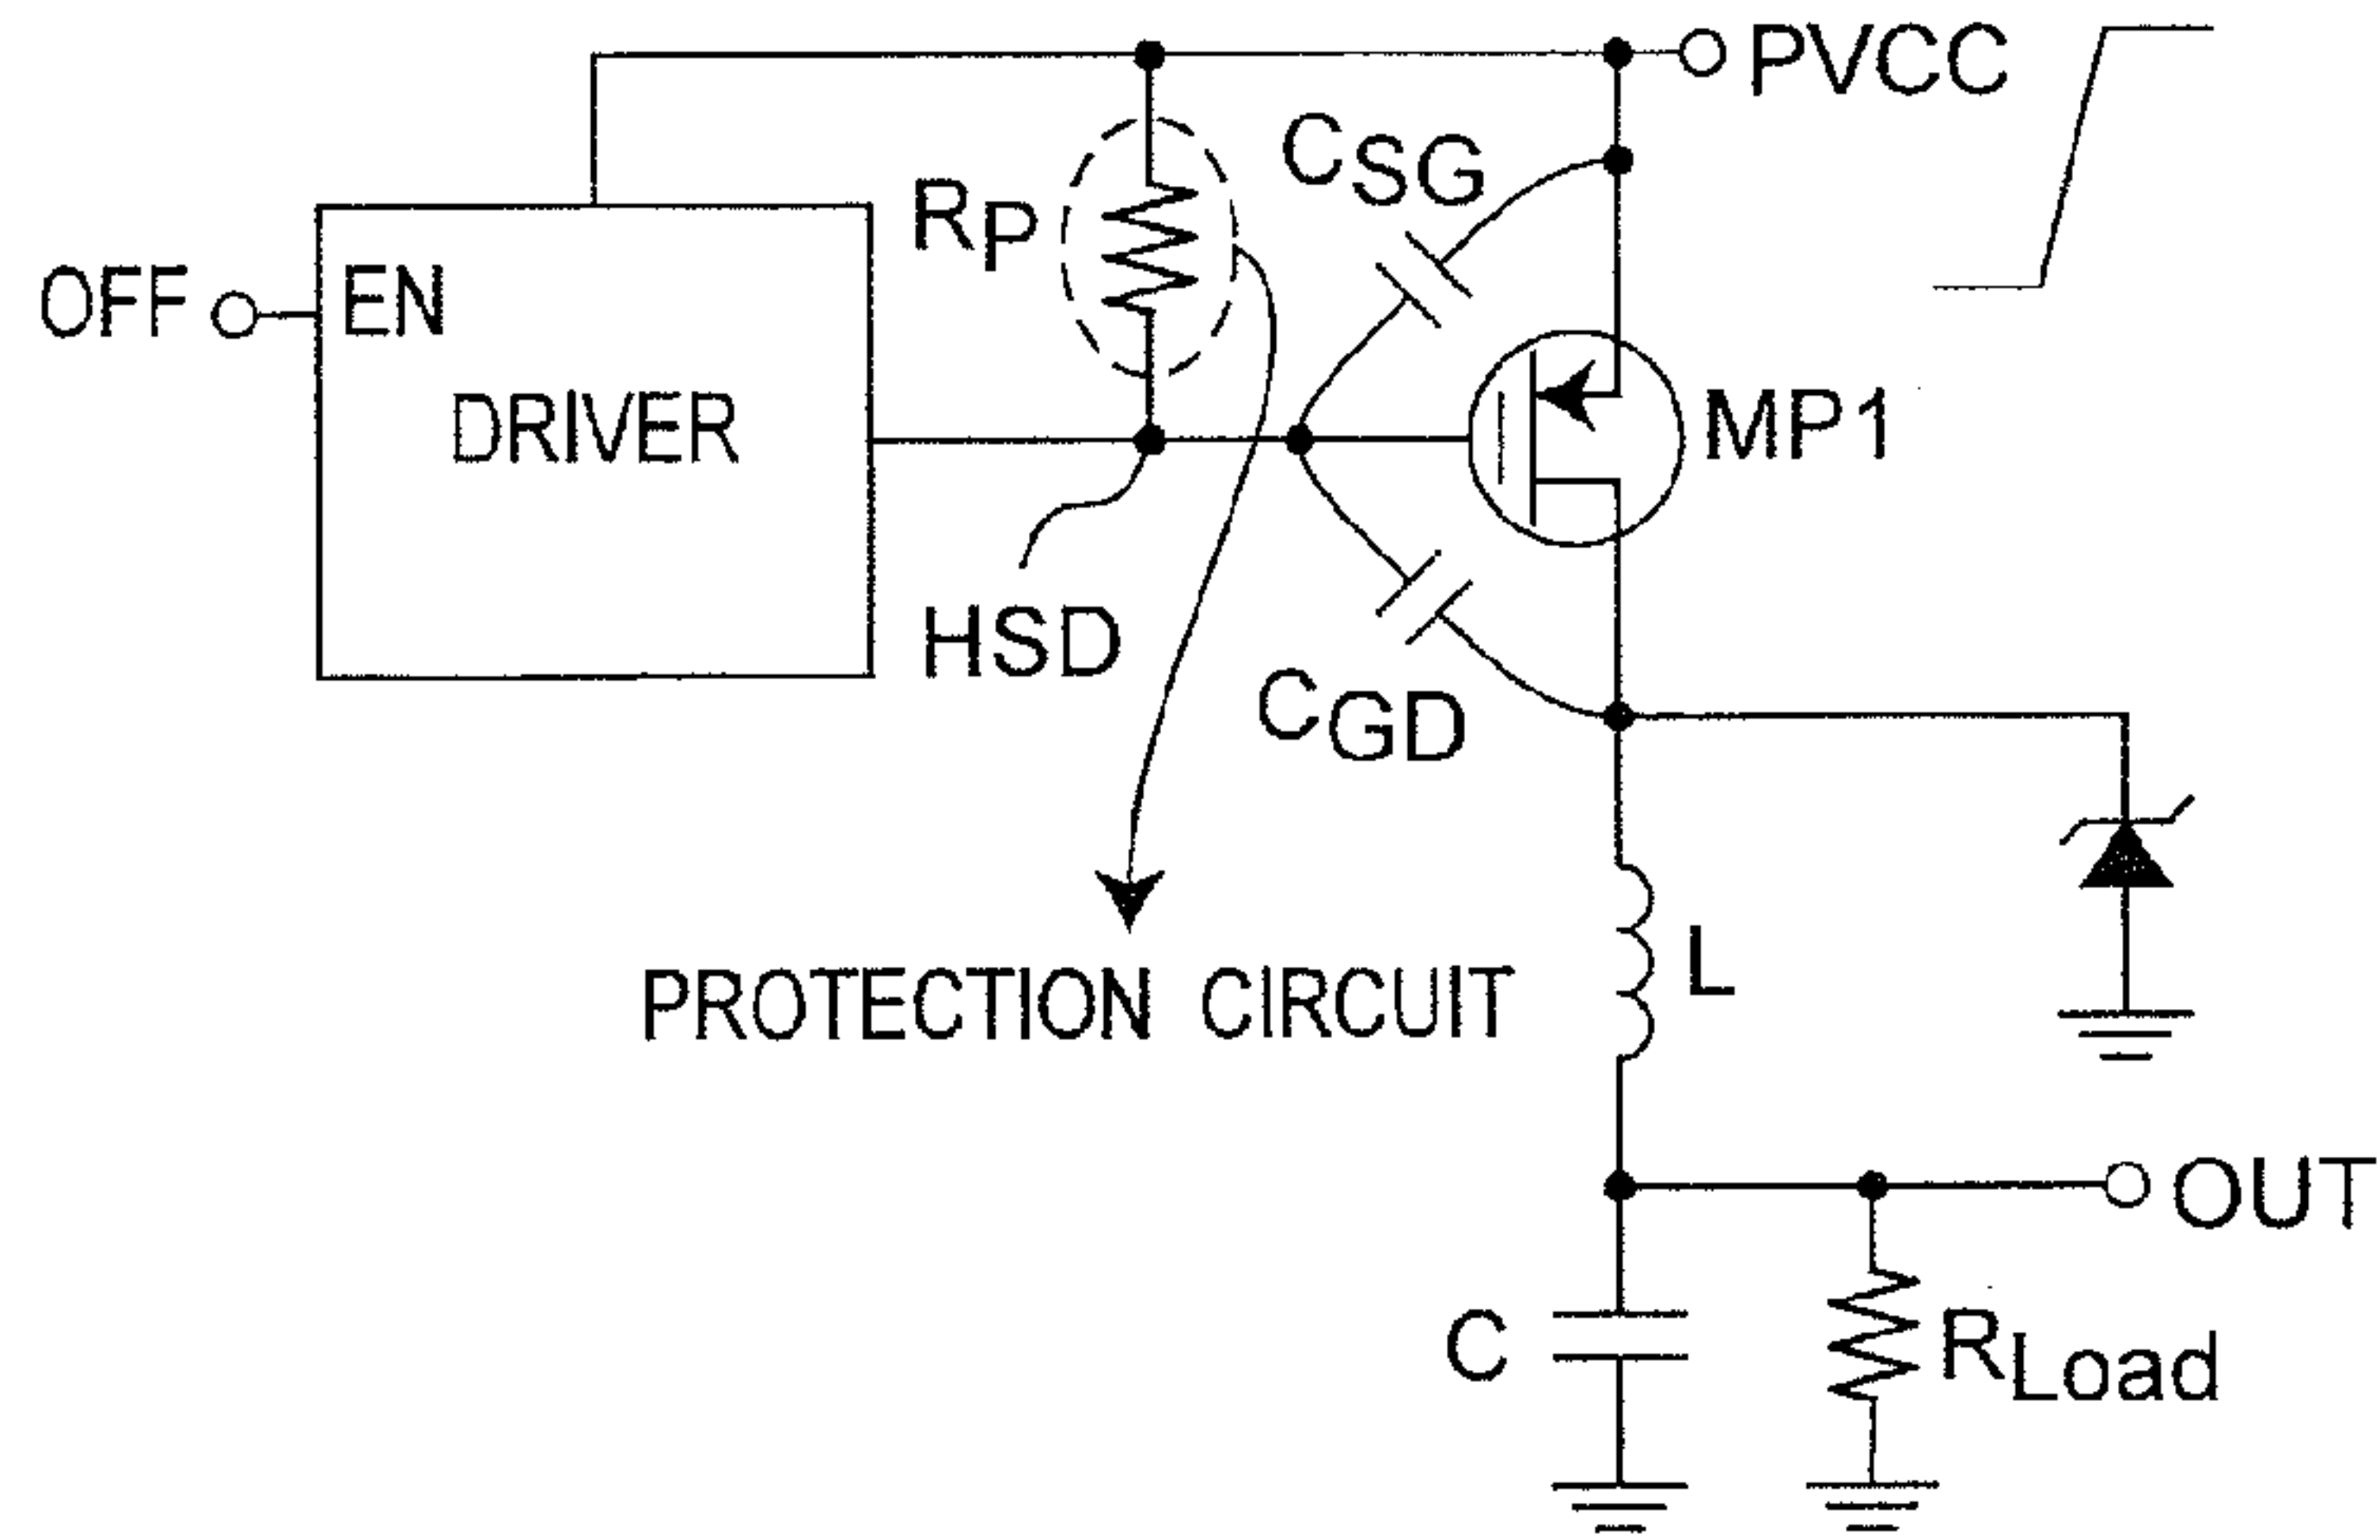 PVCC
CSG
RP
OFF
EN
DRIVER
MP1
HSD
CGD
PROTECTION CIRCUIT
L
OUT
C
RLoad